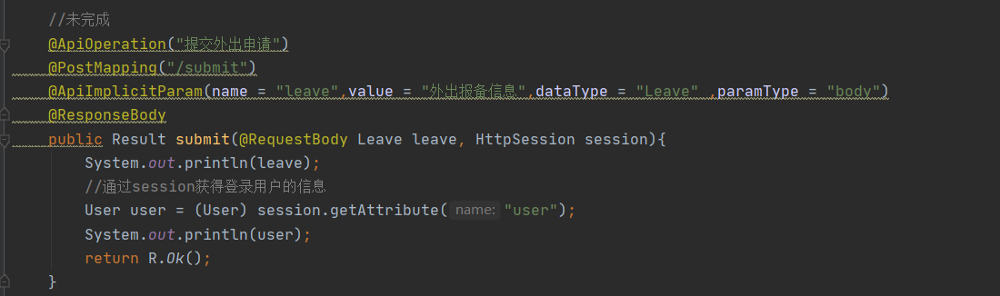 //未完成
@ApiOperation("提交外出申请")
@PostMapping("/submit")
@ApiImplicitParam(name = "leave",value = "外出报备信息",dataType = "Leave" ,paramType = "body")
@ResponseBody
public Result submit(@RequestBody Leave leave, HttpSession session){
System.out.println(leave);
//通过session获得登录用户的信息
User user = (User) session.getAttribute( name: "user");
System.out.println(user);
return R.Ok();
}